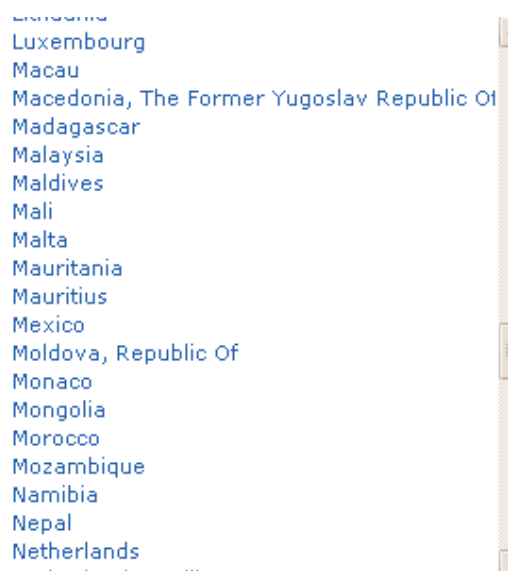 Lithuania
Luxembourg
Macau
Macedonia, The Former Yugoslav Republic Of
Madagascar
Malaysia
Maldives
Mali
Malta
Mauritania
Mauritius
Mexico
Moldova, Republic Of
Monaco
Mongolia
Morocco
Mozambique
Namibia
Nepal
Netherlands